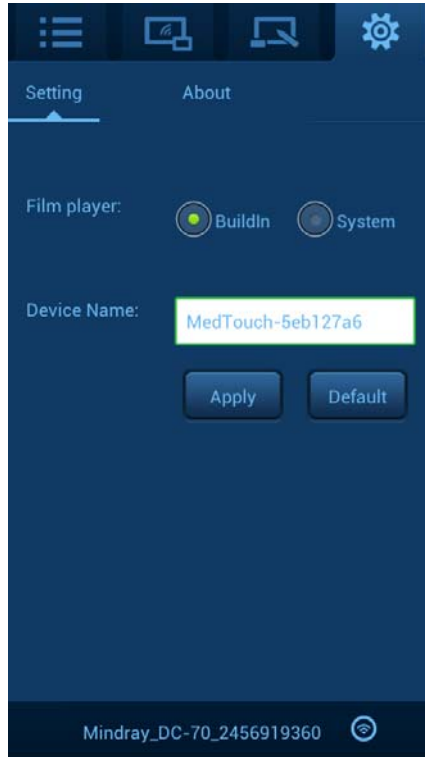 Setting About
Film player: BuildIn System
Device Name: MedTouch-5eb127a6
Apply Default
Mindray_DC-70_2456919360